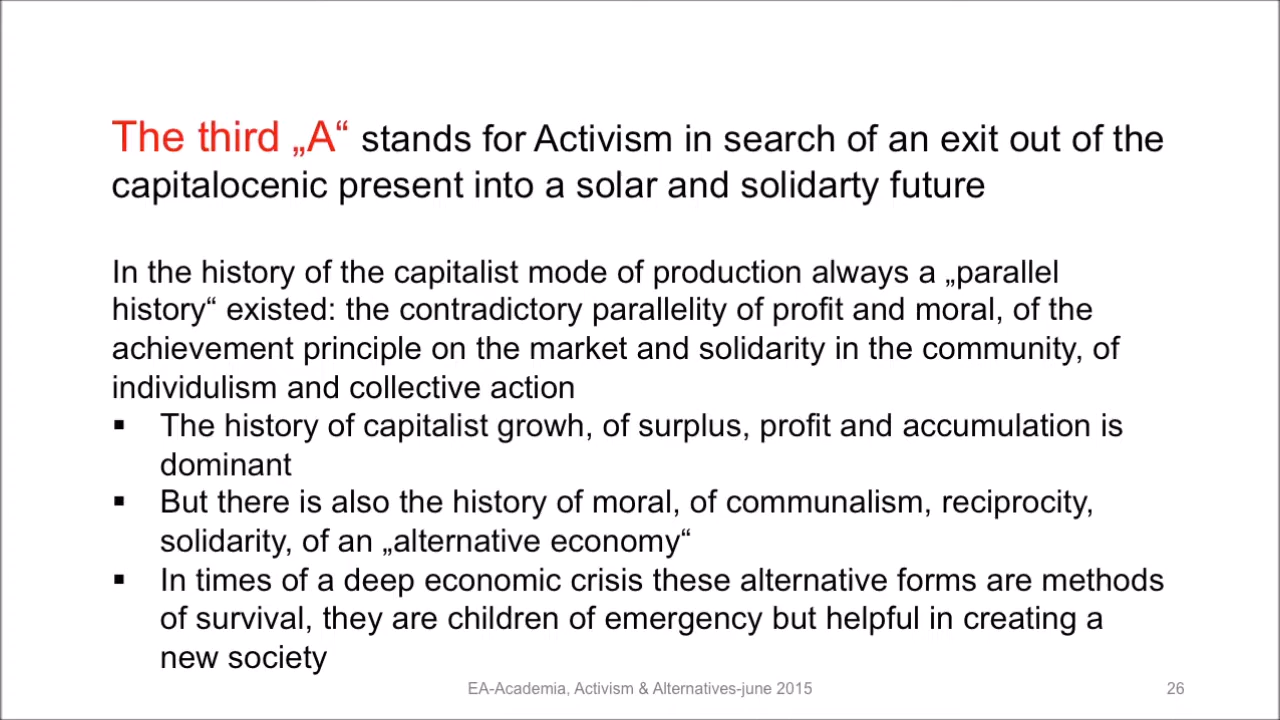 The third „A“ stands for Activism in search of an exit out of the
capitalocenic present into a solar and solidarty future
In the history of the capitalist mode of production always a „parallel
history“ existed: the contradictory parallelity of profit and moral, of the
achievement principle on the market and solidarity in the community, of
individulism and collective action
▪ The history of capitalist growh, of surplus, profit and accumulation is
dominant
▪ But there is also the history of moral, of communalism, reciprocity,
solidarity, of an „alternative economy“
▪ In times of a deep economic crisis these alternative forms are methods
of survival, they are children of emergency but helpful in creating a
new society
EA-Academia, Activism & Alternatives-june 2015
26